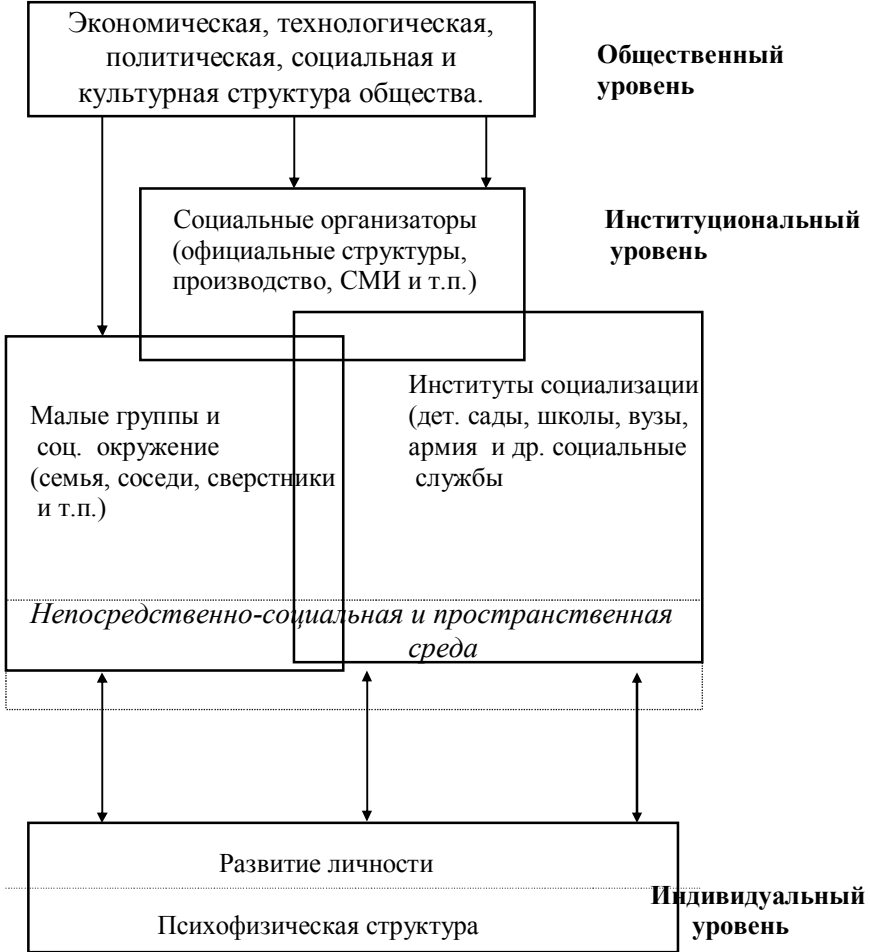 Экономическая, технологическая,
политическая, социальная и
культурная структура общества.
Общественный
уровень
Социальные организаторы
(официальные структуры,
производство, СМИ и т.п.)
Институциональный
уровень
Малые группы и
соц. окружение
(семья, соседи, сверстники
и т.п.)
Институты социализации
(дет. сады, школы, вузы,
армия и др. социальные
службы
Непосредственно-социальная и пространственная
среда
Развитие личности
Психофизическая структура
Индивидуальный
уровень